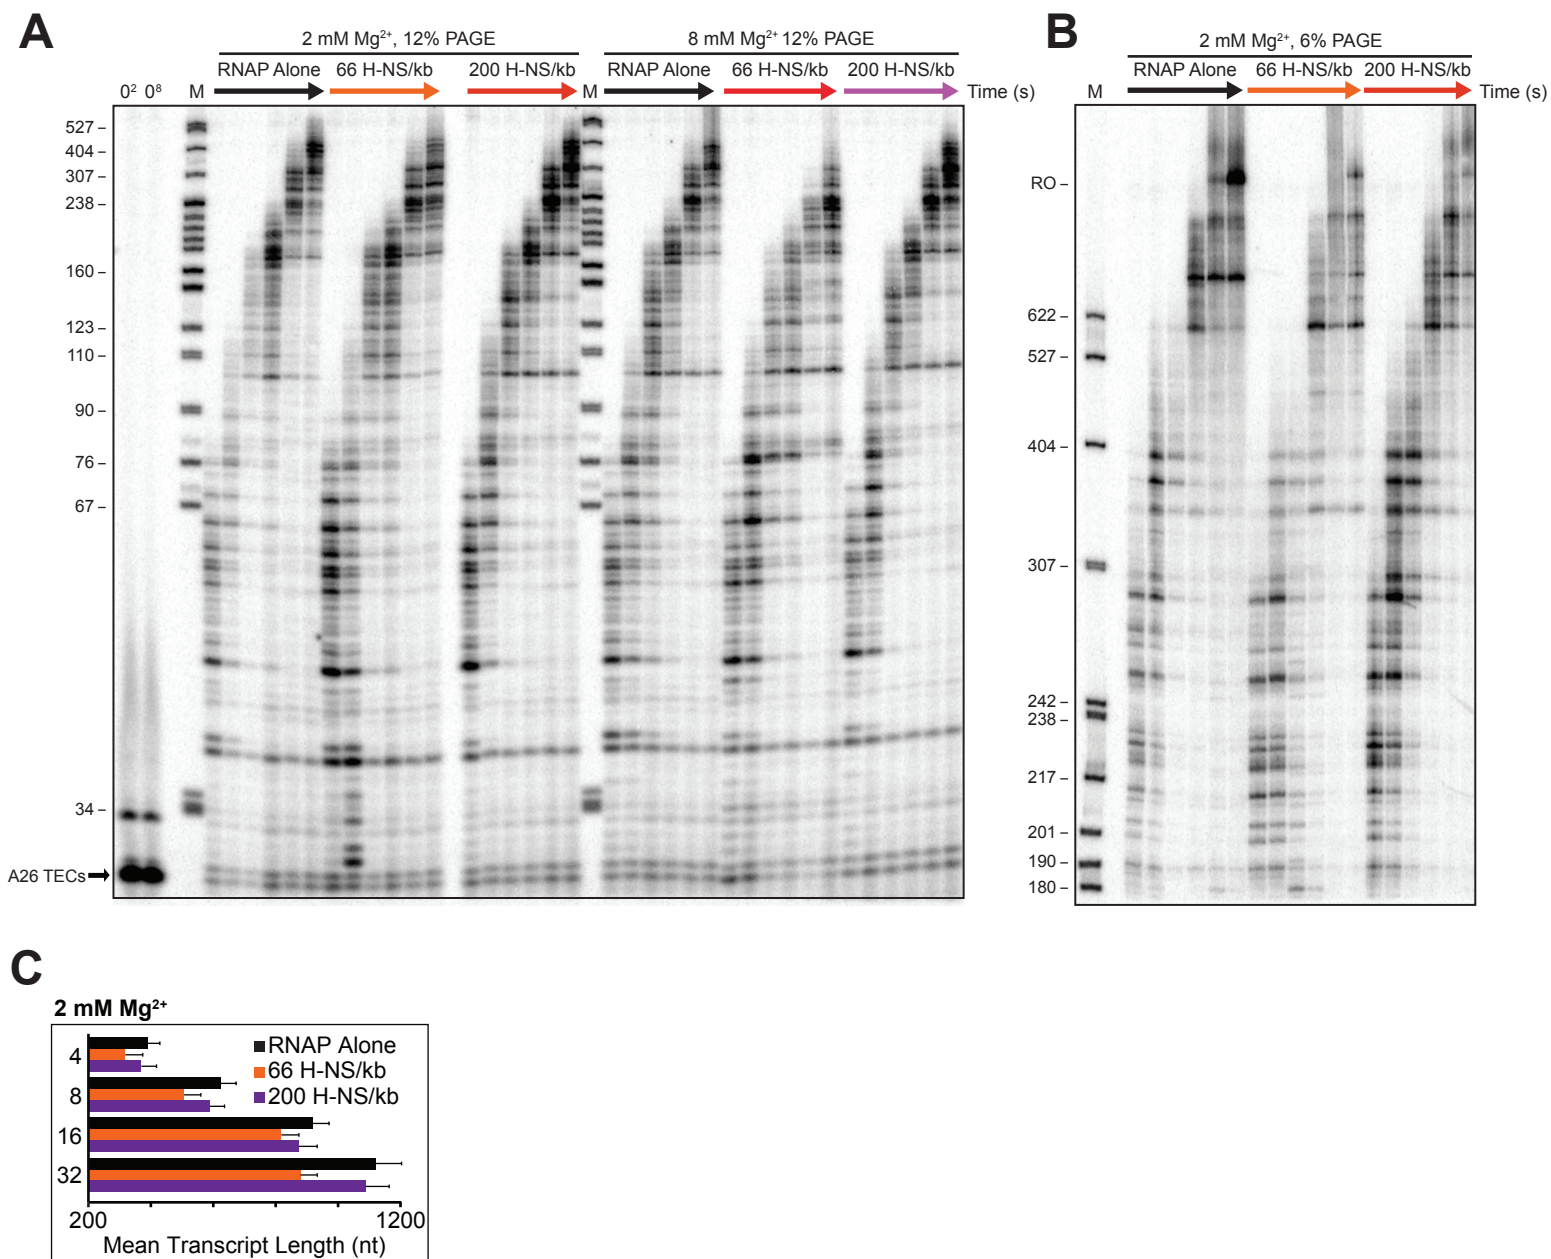 A
B
2 mM Mg²⁺, 12% PAGE
8 mM Mg²⁺ 12% PAGE
2 mM Mg²⁺, 6% PAGE
RNAP Alone 66 H-NS/kb 200 H-NS/kb
RNAP Alone 66 H-NS/kb 200 H-NS/kb
RNAP Alone 66 H-NS/kb 200 H-NS/kb
0² 0⁸ M M Time (s)
M Time (s)
527 –
404 –
307 –
238 –
160 –
123 –
110 –
90 –
76 –
67 –
34 –
A26 TECs
RO –
622 –
527 –
404 –
307 –
242 –
238 –
217 –
201 –
190 –
180 –
C
2 mM Mg²⁺
RNAP Alone
66 H-NS/kb
200 H-NS/kb
4
8
16
32
200 1200
Mean Transcript Length (nt)